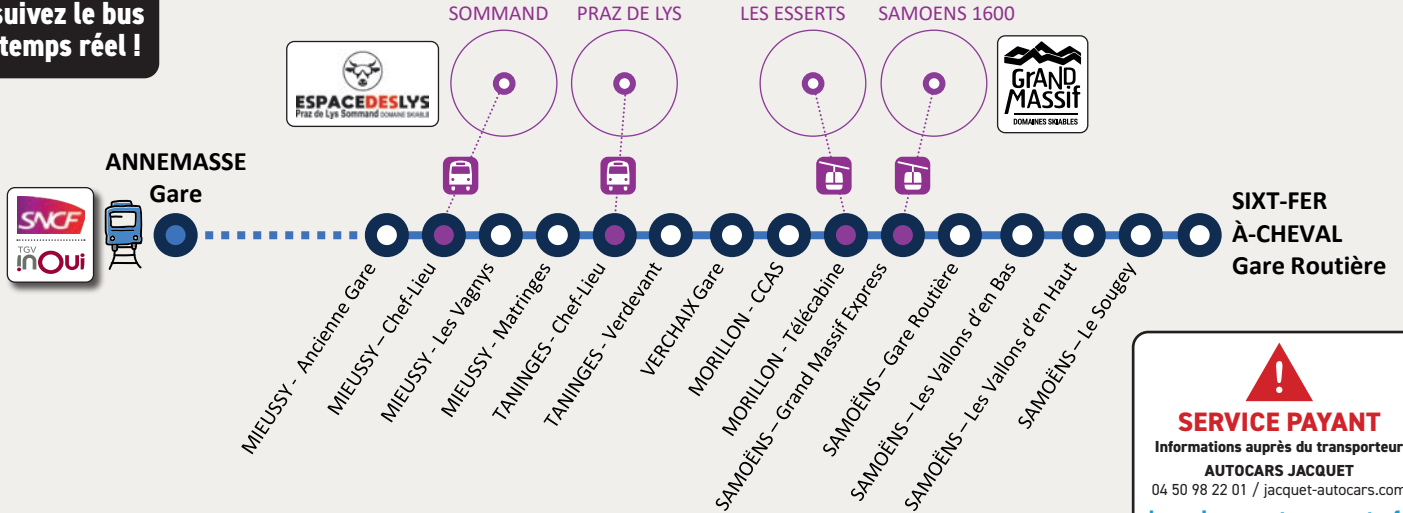 suivez le bus
temps réel !
SOMMAND
PRAZ DE LYS
LES ESSERTS
SAMOENS 1600
ESPACEDESLYS
Praz de Lys Sommand DOMAINE SKIABLE
GRAND
MASSIF
DOMAINES SKIABLES
ANNEMASSE
Gare
SNCF
TGV
inOui
SIXT-FER
À-CHEVAL
Gare Routière
MIEUSSY - Ancienne Gare
MIEUSSY – Chef-Lieu
MIEUSSY - Les Vagnys
MIEUSSY - Matringes
TANINGES - Chef-Lieu
TANINGES - Verdevant
VERCHAIX Gare
MORILLON - CCAS
MORILLON - Télécabine
SAMOËNS – Grand Massif Express
SAMOËNS – Gare Routière
SAMOËNS – Les Vallons d'en Bas
SAMOËNS – Les Vallons d'en Haut
SAMOËNS – Le Sougey
SERVICE PAYANT
Informations auprès du transporteur
AUTOCARS JACQUET
04 50 98 22 01 / jacquet-autocars.com